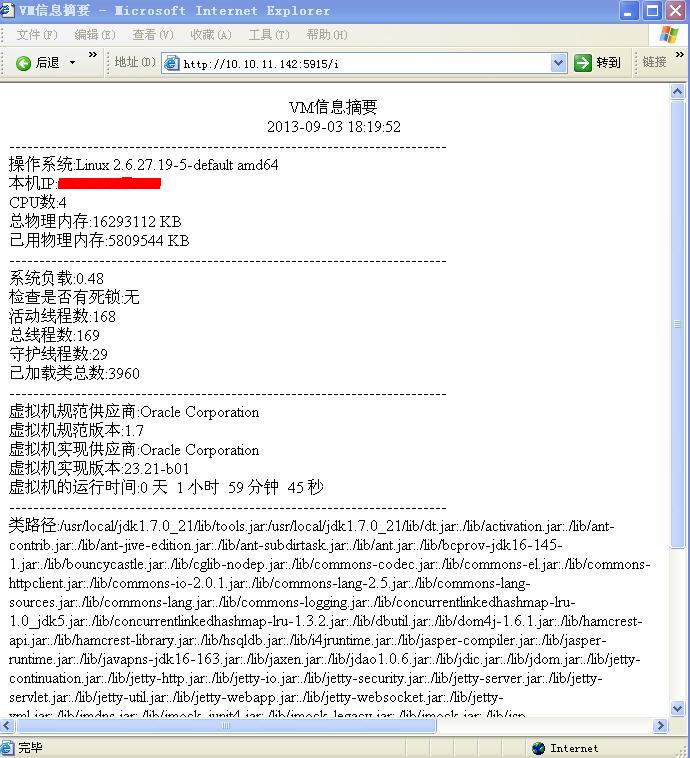 VM信息摘要 - Microsoft Internet Explorer
文件(F) 编辑(E) 查看(V) 收藏(A) 工具(T) 帮助(H)
后退 » 地址(D) http://10.10.11.142:5915/i 转到 链接 »
VM信息摘要
2013-09-03 18:19:52
--------------------------------------------------------------------------------
操作系统:Linux 2.6.27.19-5-default amd64
本机IP:
CPU数:4
总物理内存:16293112 KB
已用物理内存:5809544 KB
--------------------------------------------------------------------------------
系统负载:0.48
检查是否有死锁:无
活动线程数:168
总线程数:169
守护线程数:29
已加载类总数:3960
--------------------------------------------------------------------------------
虚拟机规范供应商:Oracle Corporation
虚拟机规范版本:1.7
虚拟机实现供应商:Oracle Corporation
虚拟机实现版本:23.21-b01
虚拟机的运行时间:0 天 1 小时 59 分钟 45 秒
--------------------------------------------------------------------------------
类路径:/usr/local/jdk1.7.0_21/lib/tools.jar:/usr/local/jdk1.7.0_21/lib/dt.jar:./lib/activation.jar:./lib/ant-
contrib.jar:./lib/ant-jive-edition.jar:./lib/ant-subdirtask.jar:./lib/ant.jar:./lib/bcprov-jdk16-145-
1.jar:./lib/bouncycastle.jar:./lib/cglib-nodep.jar:./lib/commons-codec.jar:./lib/commons-el.jar:./lib/commons-
httpclient.jar:./lib/commons-io-2.0.1.jar:./lib/commons-lang-2.5.jar:./lib/commons-lang-
sources.jar:./lib/commons-lang.jar:./lib/commons-logging.jar:./lib/concurrentlinkedhashmap-lru-
1.0_jdk5.jar:./lib/concurrentlinkedhashmap-lru-1.3.2.jar:./lib/dbutil.jar:./lib/dom4j-1.6.1.jar:./lib/hamcrest-
api.jar:./lib/hamcrest-library.jar:./lib/hsqldb.jar:./lib/i4jruntime.jar:./lib/jasper-compiler.jar:./lib/jasper-
runtime.jar:./lib/javapns-jdk16-163.jar:./lib/jaxen.jar:./lib/jdao1.0.6.jar:./lib/jdic.jar:./lib/jdom.jar:./lib/jetty-
continuation.jar:./lib/jetty-http.jar:./lib/jetty-io.jar:./lib/jetty-security.jar:./lib/jetty-server.jar:./lib/jetty-
servlet.jar:./lib/jetty-util.jar:./lib/jetty-webapp.jar:./lib/jetty-websocket.jar:./lib/jetty-
xml.jar:./lib/jmdns.jar:./lib/jmock-junit4.jar:./lib/jmock-legacy.jar:./lib/jmock.jar:./lib/jsp
完毕 Internet